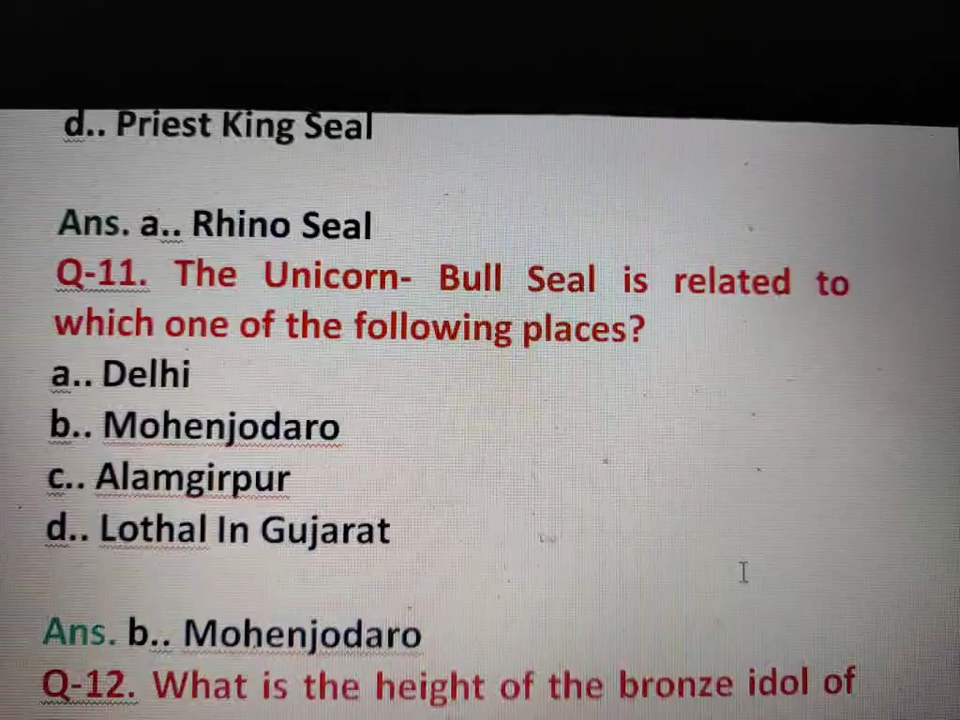 d.. Priest King Seal
Ans. a.. Rhino Seal
Q-11. The Unicorn- Bull Seal is related to
which one of the following places?
a.. Delhi
b.. Mohenjodaro
c.. Alamgirpur
d.. Lothal In Gujarat
Ans. b.. Mohenjodaro
Q-12. What is the height of the bronze idol of